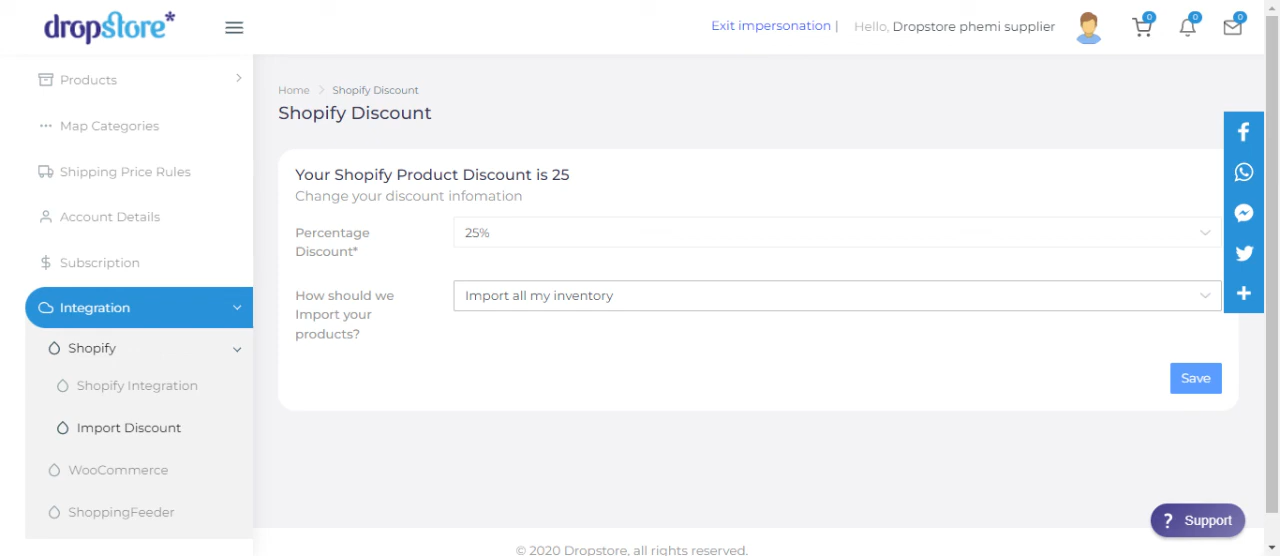 dropstore*
Exit impersonation |
Hello, Dropstore phemi supplier
0
0
0
Products
Map Categories
Shipping Price Rules
Account Details
Subscription
Integration
Shopify
Shopify Integration
Import Discount
WooCommerce
ShoppingFeeder
Home > Shopify Discount
Shopify Discount
Your Shopify Product Discount is 25
Change your discount infomation
Percentage
Discount*
25%
How should we
Import your
products?
Import all my inventory
Save
? Support
© 2020 Dropstore, all rights reserved.